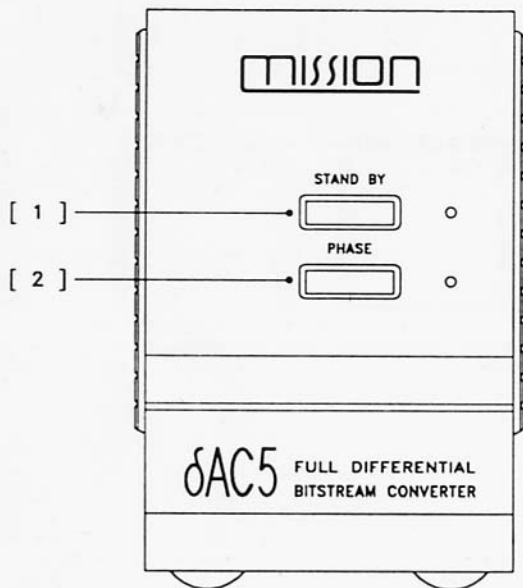 mission
STAND BY
[ 1 ]
PHASE
[ 2 ]
δAC5
FULL DIFFERENTIAL
BITSTREAM CONVERTER